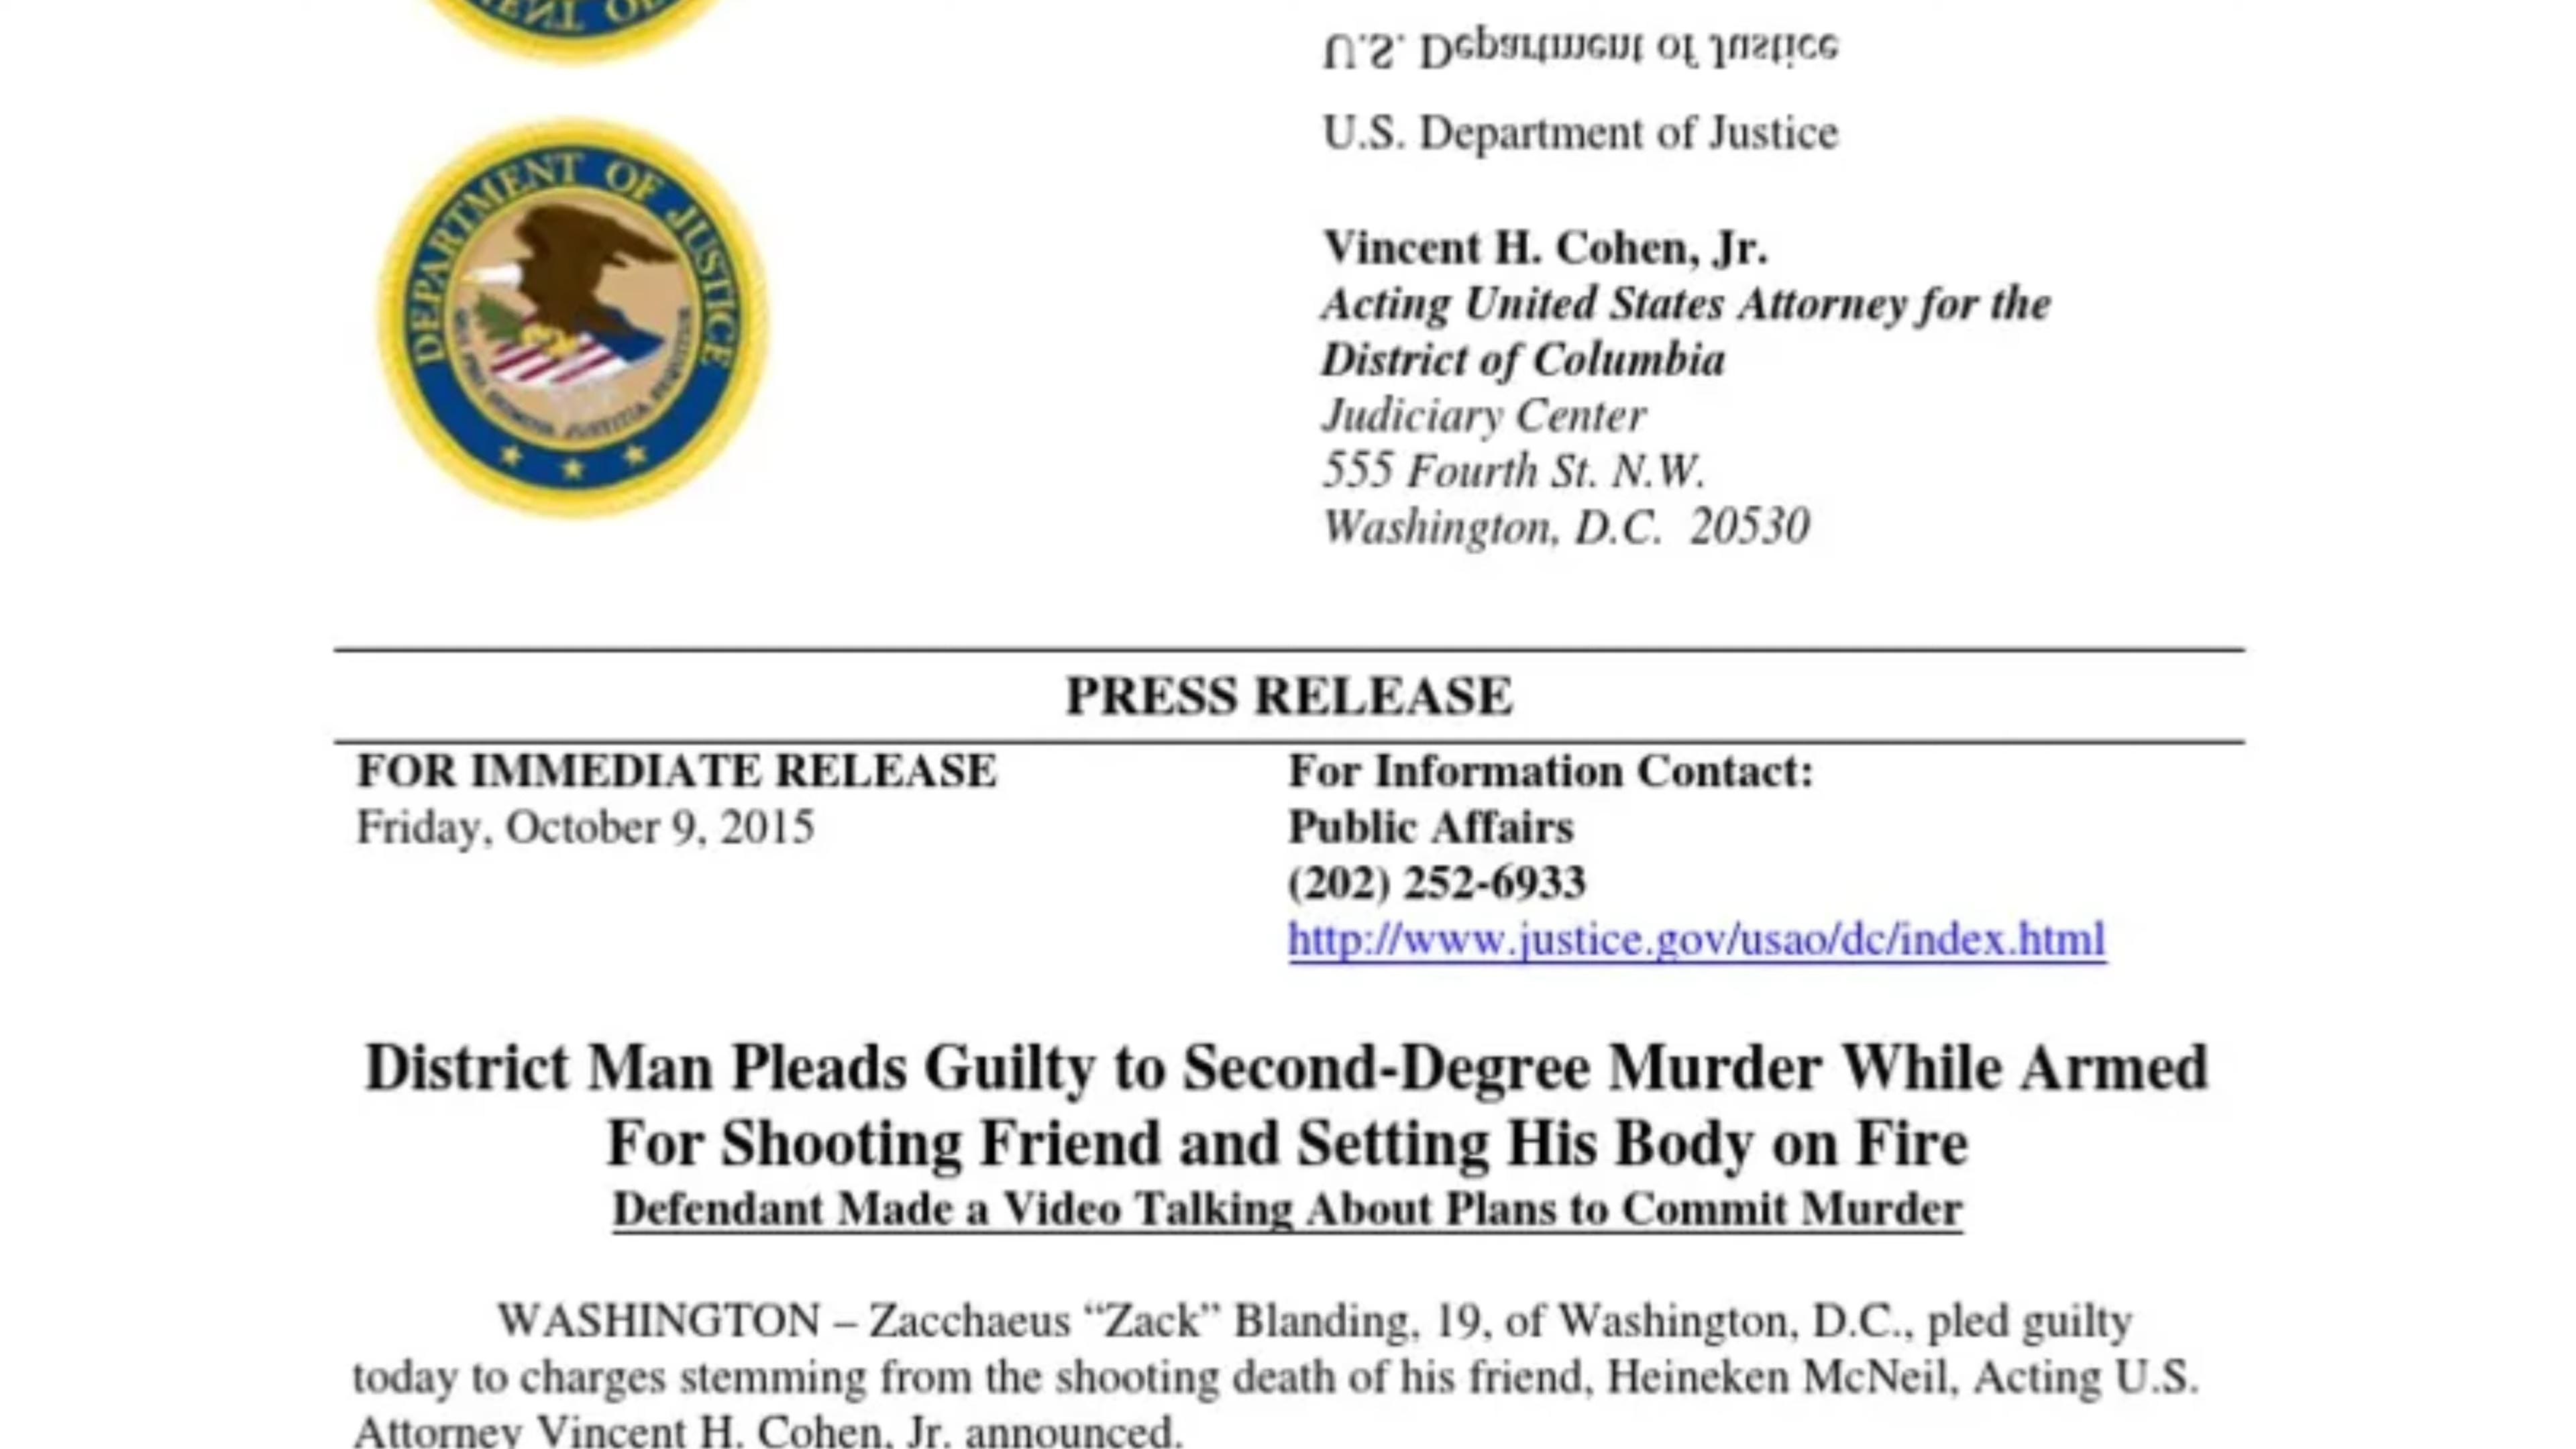 U.S. Department of Justice
U.S. Department of Justice
DEPARTMENT OF JUSTICE
Vincent H. Cohen, Jr.
Acting United States Attorney for the
District of Columbia
Judiciary Center
555 Fourth St. N.W.
Washington, D.C. 20530
PRESS RELEASE
FOR IMMEDIATE RELEASE
Friday, October 9, 2015
For Information Contact:
Public Affairs
(202) 252-6933
http://www.justice.gov/usao/dc/index.html
District Man Pleads Guilty to Second-Degree Murder While Armed
For Shooting Friend and Setting His Body on Fire
Defendant Made a Video Talking About Plans to Commit Murder
WASHINGTON – Zacchaeus “Zack” Blanding, 19, of Washington, D.C., pled guilty
today to charges stemming from the shooting death of his friend, Heineken McNeil, Acting U.S.
Attorney Vincent H. Cohen, Jr. announced.